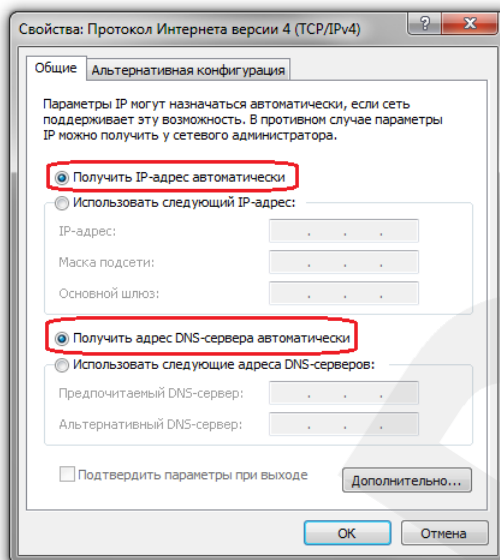 Свойства: Протокол Интернета версии 4 (TCP/IPv4)
Общие
Альтернативная конфигурация
Параметры IP могут назначаться автоматически, если сеть
поддерживает эту возможность. В противном случае параметры
IP можно получить у сетевого администратора.
Получить IP-адрес автоматически
Использовать следующий IP-адрес:
IP-адрес:
Маска подсети:
Основной шлюз:
Получить адрес DNS-сервера автоматически
Использовать следующие адреса DNS-серверов:
Предпочитаемый DNS-сервер:
Альтернативный DNS-сервер:
Подтвердить параметры при выходе
Дополнительно...
ОК
Отмена